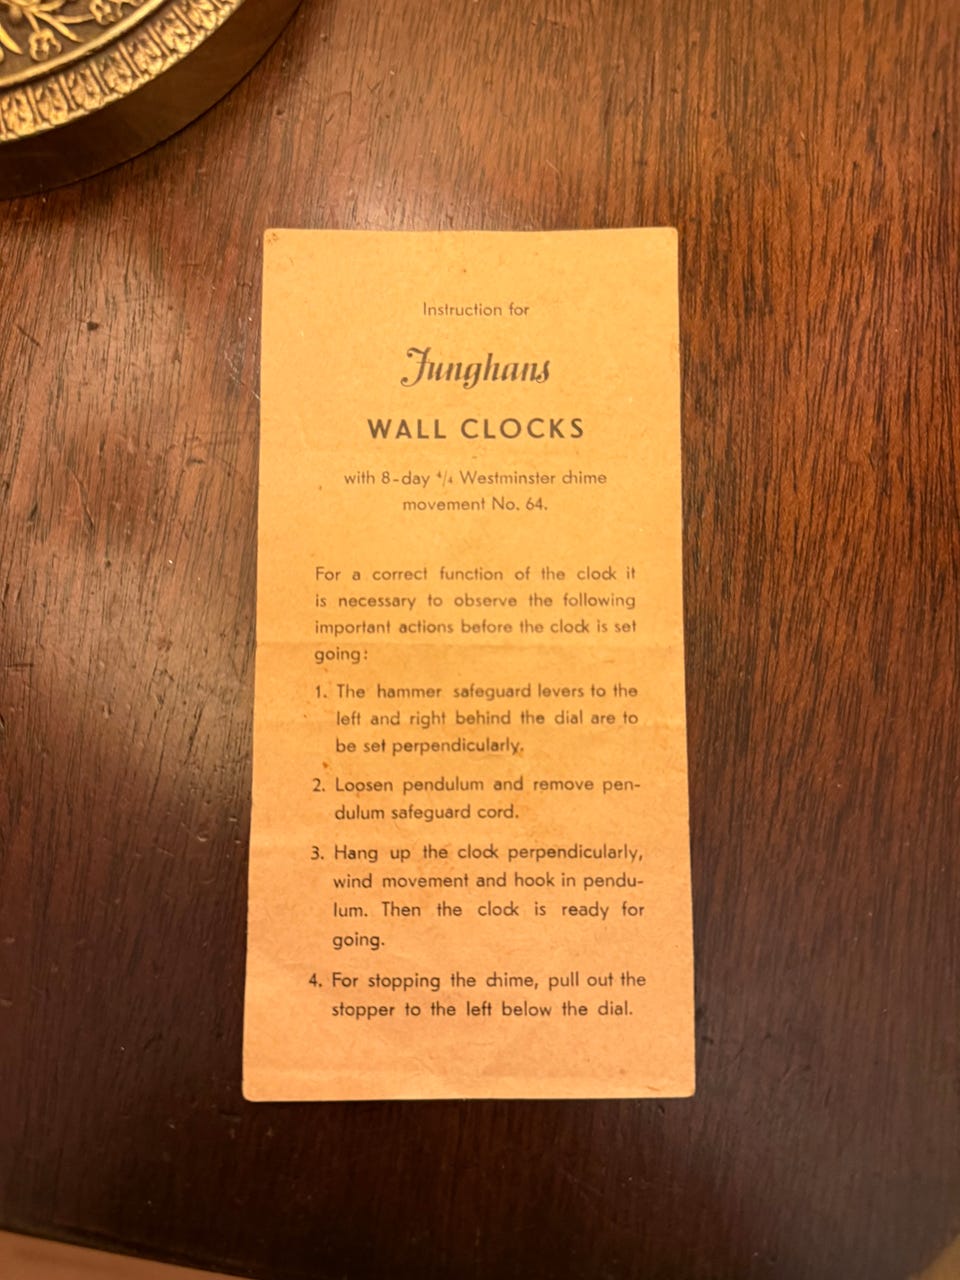 Instruction for
Junghans
WALL CLOCKS
with 8-day 4/4 Westminster chime
movement No. 64.
For a correct function of the clock it
is necessary to observe the following
important actions before the clock is set
going:
1. The hammer safeguard levers to the
left and right behind the dial are to
be set perpendicularly.
2. Loosen pendulum and remove pen-
dulum safeguard cord.
3. Hang up the clock perpendicularly,
wind movement and hook in pendu-
lum. Then the clock is ready for
going.
4. For stopping the chime, pull out the
stopper to the left below the dial.